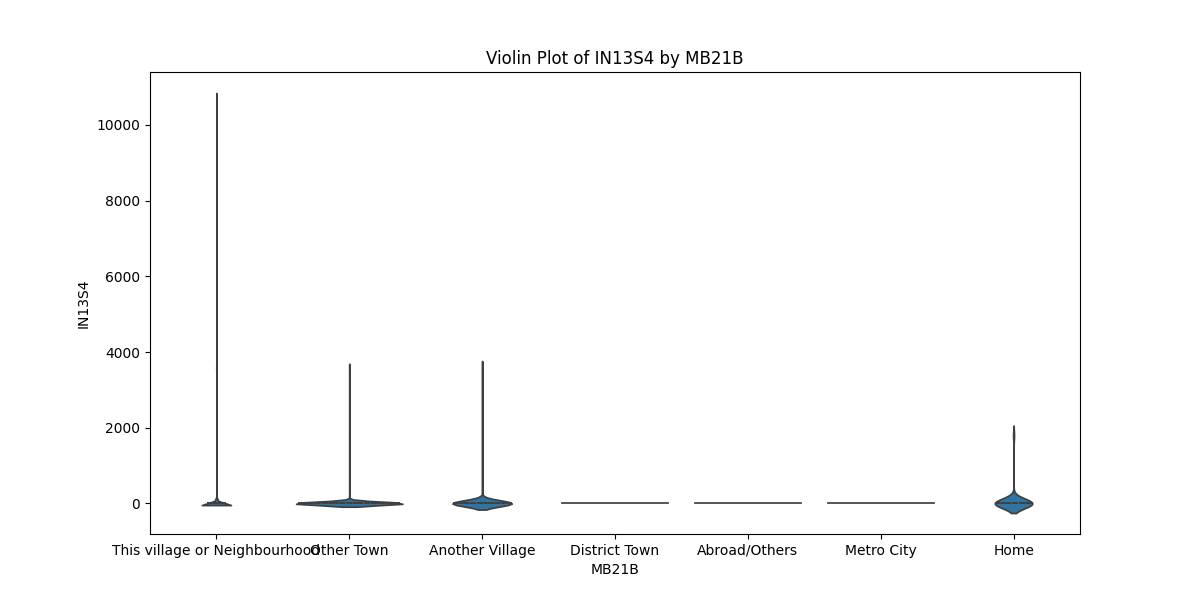 Violin Plot of IN13S4 by MB21B
10000
8000
6000
4000
2000
0
IN13S4
This village or Neighbourhood Other Town Another Village District Town Abroad/Others Metro City Home
MB21B